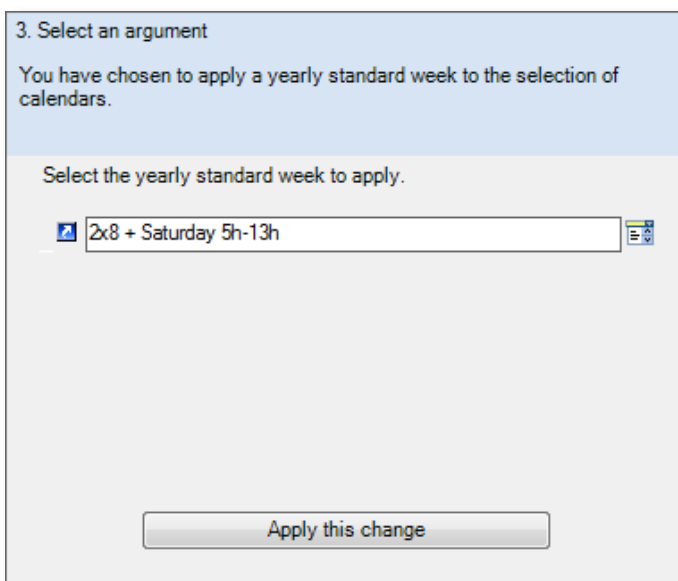 3. Select an argument
You have chosen to apply a yearly standard week to the selection of
calendars.
Select the yearly standard week to apply.
2x8 + Saturday 5h-13h
Apply this change